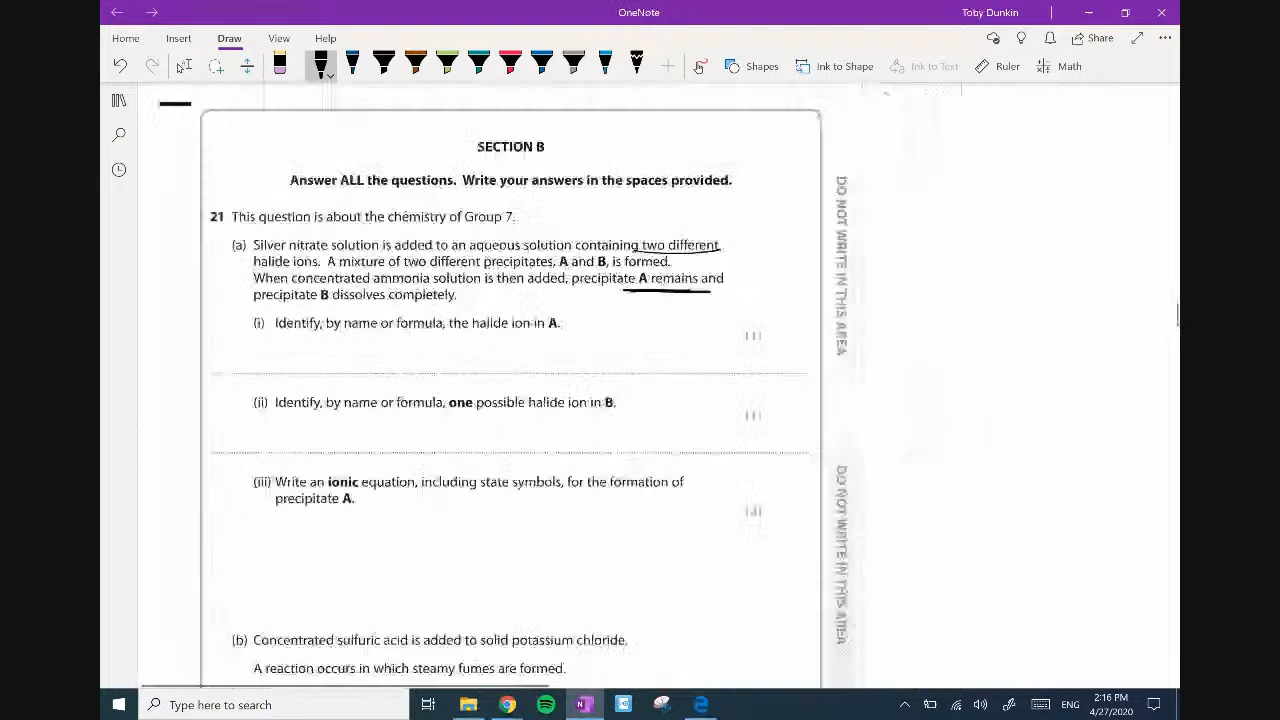 OneNote
Toby Dunkin
Home Insert Draw View Help
Share
Shapes
Ink to Shape
Ink to Text
Ruler
Math
SECTION B
Answer ALL the questions. Write your answers in the spaces provided.
21 This question is about the chemistry of Group 7.
(a) Silver nitrate solution is added to an aqueous solution containing two different
halide ions. A mixture of two different precipitates, A and B, is formed.
When concentrated ammonia solution is then added, precipitate A remains and
precipitate B dissolves completely.
(i) Identify, by name or formula, the halide ion in A.
(ii) Identify, by name or formula, one possible halide ion in B.
(iii) Write an ionic equation, including state symbols, for the formation of
precipitate A.
(b) Concentrated sulfuric acid is added to solid potassium chloride.
A reaction occurs in which steamy fumes are formed.
DO NOT WRITE IN THIS AREA
DO NOT WRITE IN THIS AREA
Type here to search
ENG
2:16 PM
4/27/2020